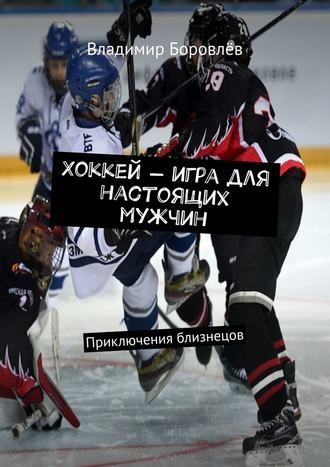 Владимир Боровлёв
ХОККЕЙ — ИГРА ДЛЯ
НАСТОЯЩИХ
МУЖЧИН
Приключения близнецов